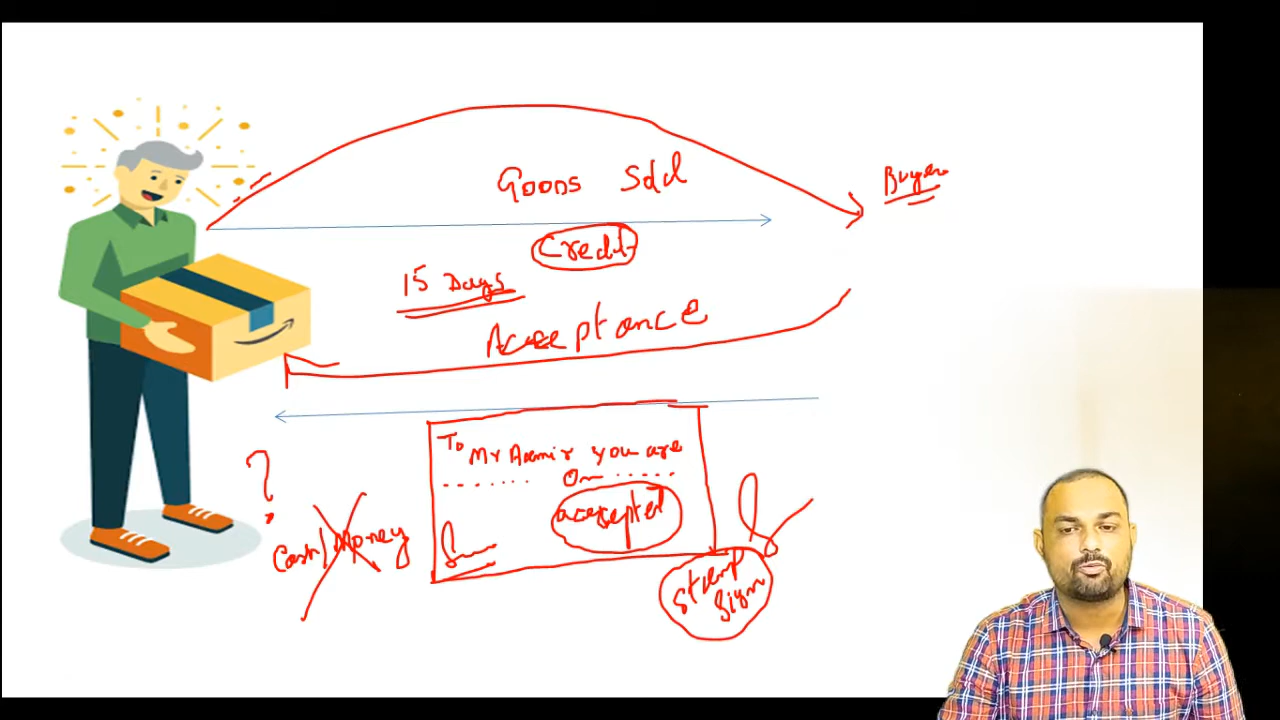 Goods Sold
Buyer
Credit
15 Days
Acceptance
To
Mr Aamir you are
On
accepted
Cash/Money
?
Stamp
Sign